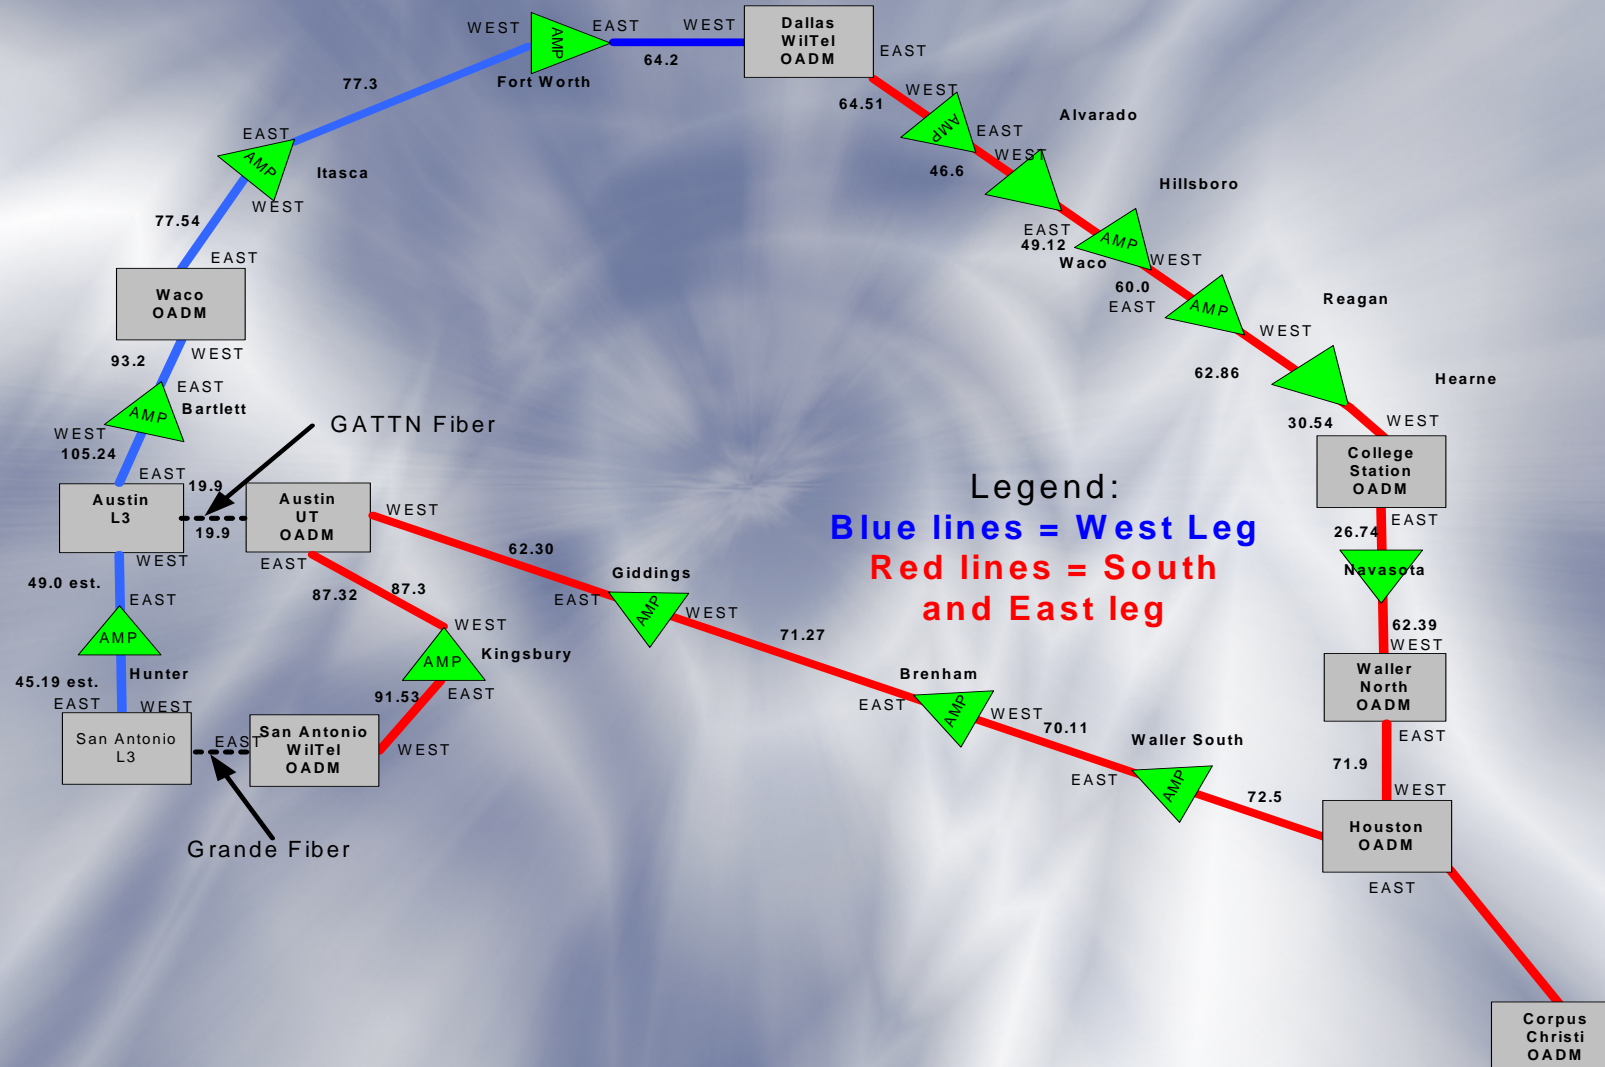 WEST
AMP
EAST
WEST
Dallas
WilTel
OADM
EAST
64.2
Fort Worth
77.3
64.51
WEST
AMP
Alvarado
EAST
WEST
46.6
EAST
AMP
Itasca
WEST
77.54
Hillsboro
EAST
49.12
AMP
Waco
WEST
60.0
EAST
AMP
Reagan
WEST
62.86
Hearne
30.54
WEST
EAST
Waco
OADM
WEST
93.2
EAST
AMP
Bartlett
WEST
105.24
GATTN Fiber
EAST
19.9
Austin
L3
19.9
Austin
UT
OADM
WEST
WEST
EAST
Legend:
Blue lines = West Leg
Red lines = South
and East leg
College
Station
OADM
EAST
26.74
Navasota
62.39
WEST
49.0 est.
EAST
AMP
Hunter
45.19 est.
EAST
WEST
87.32
87.3
WEST
AMP
Kingsbury
EAST
91.53
62.30
Giddings
EAST
AMP
WEST
71.27
Brenham
EAST
AMP
WEST
70.11
Waller South
EAST
AMP
72.5
Waller
North
OADM
EAST
71.9
WEST
San Antonio
L3
EAST
San Antonio
WilTel
OADM
WEST
Grande Fiber
Houston
OADM
EAST
Corpus
Christi
OADM